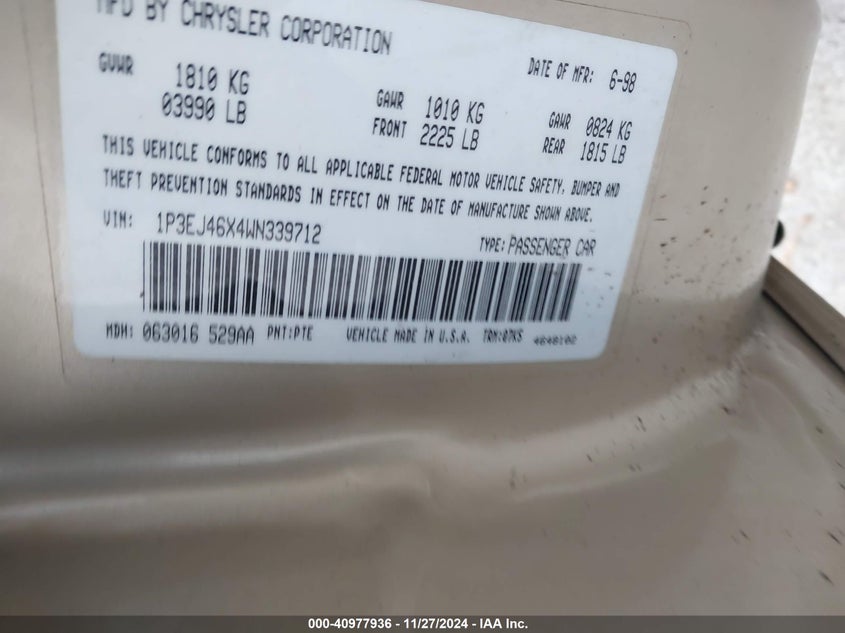 MFD BY CHRYSLER CORPORATION
DATE OF MFR: 6-98
GVWR 1810 KG
03990 LB
GAWR FRONT 1010 KG
2225 LB
GAWR REAR 0824 KG
1815 LB
THIS VEHICLE CONFORMS TO ALL APPLICABLE FEDERAL MOTOR VEHICLE SAFETY, BUMPER AND
THEFT PREVENTION STANDARDS IN EFFECT ON THE DATE OF MANUFACTURE SHOWN ABOVE.
VIN: 1P3EJ46X4WN339712
TYPE: PASSENGER CAR
MDH: 063016 529AA PNT:PTE VEHICLE MADE IN U.S.A. TRM:07K5
000-40977936 - 11/27/2024 - IAA Inc.